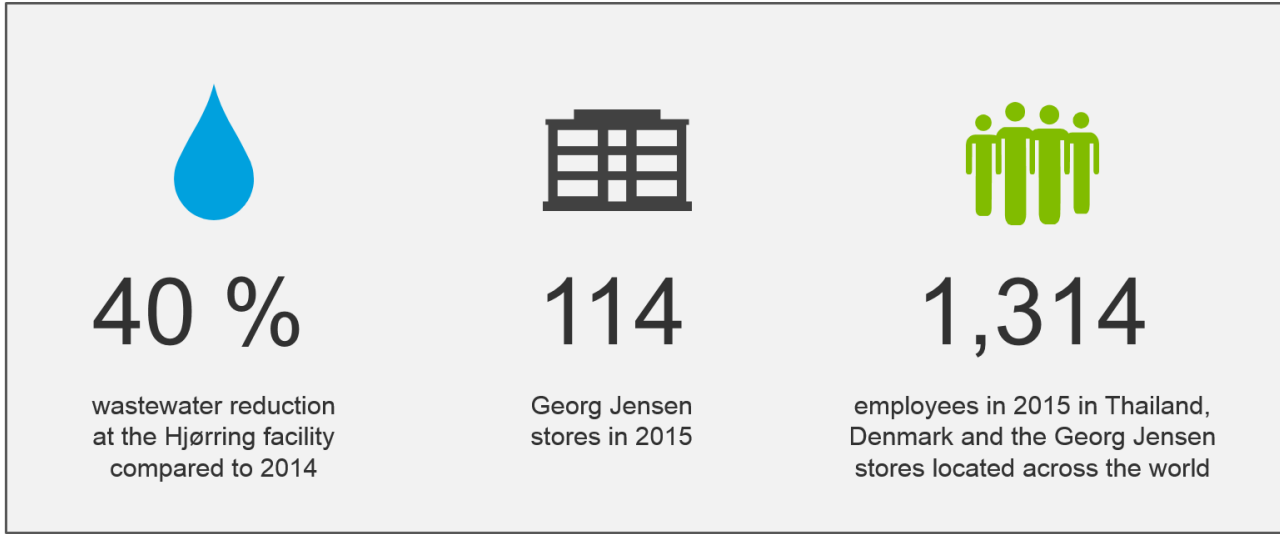 40 %
wastewater reduction
at the Hjørring facility
compared to 2014
114
Georg Jensen
stores in 2015
1,314
employees in 2015 in Thailand,
Denmark and the Georg Jensen
stores located across the world